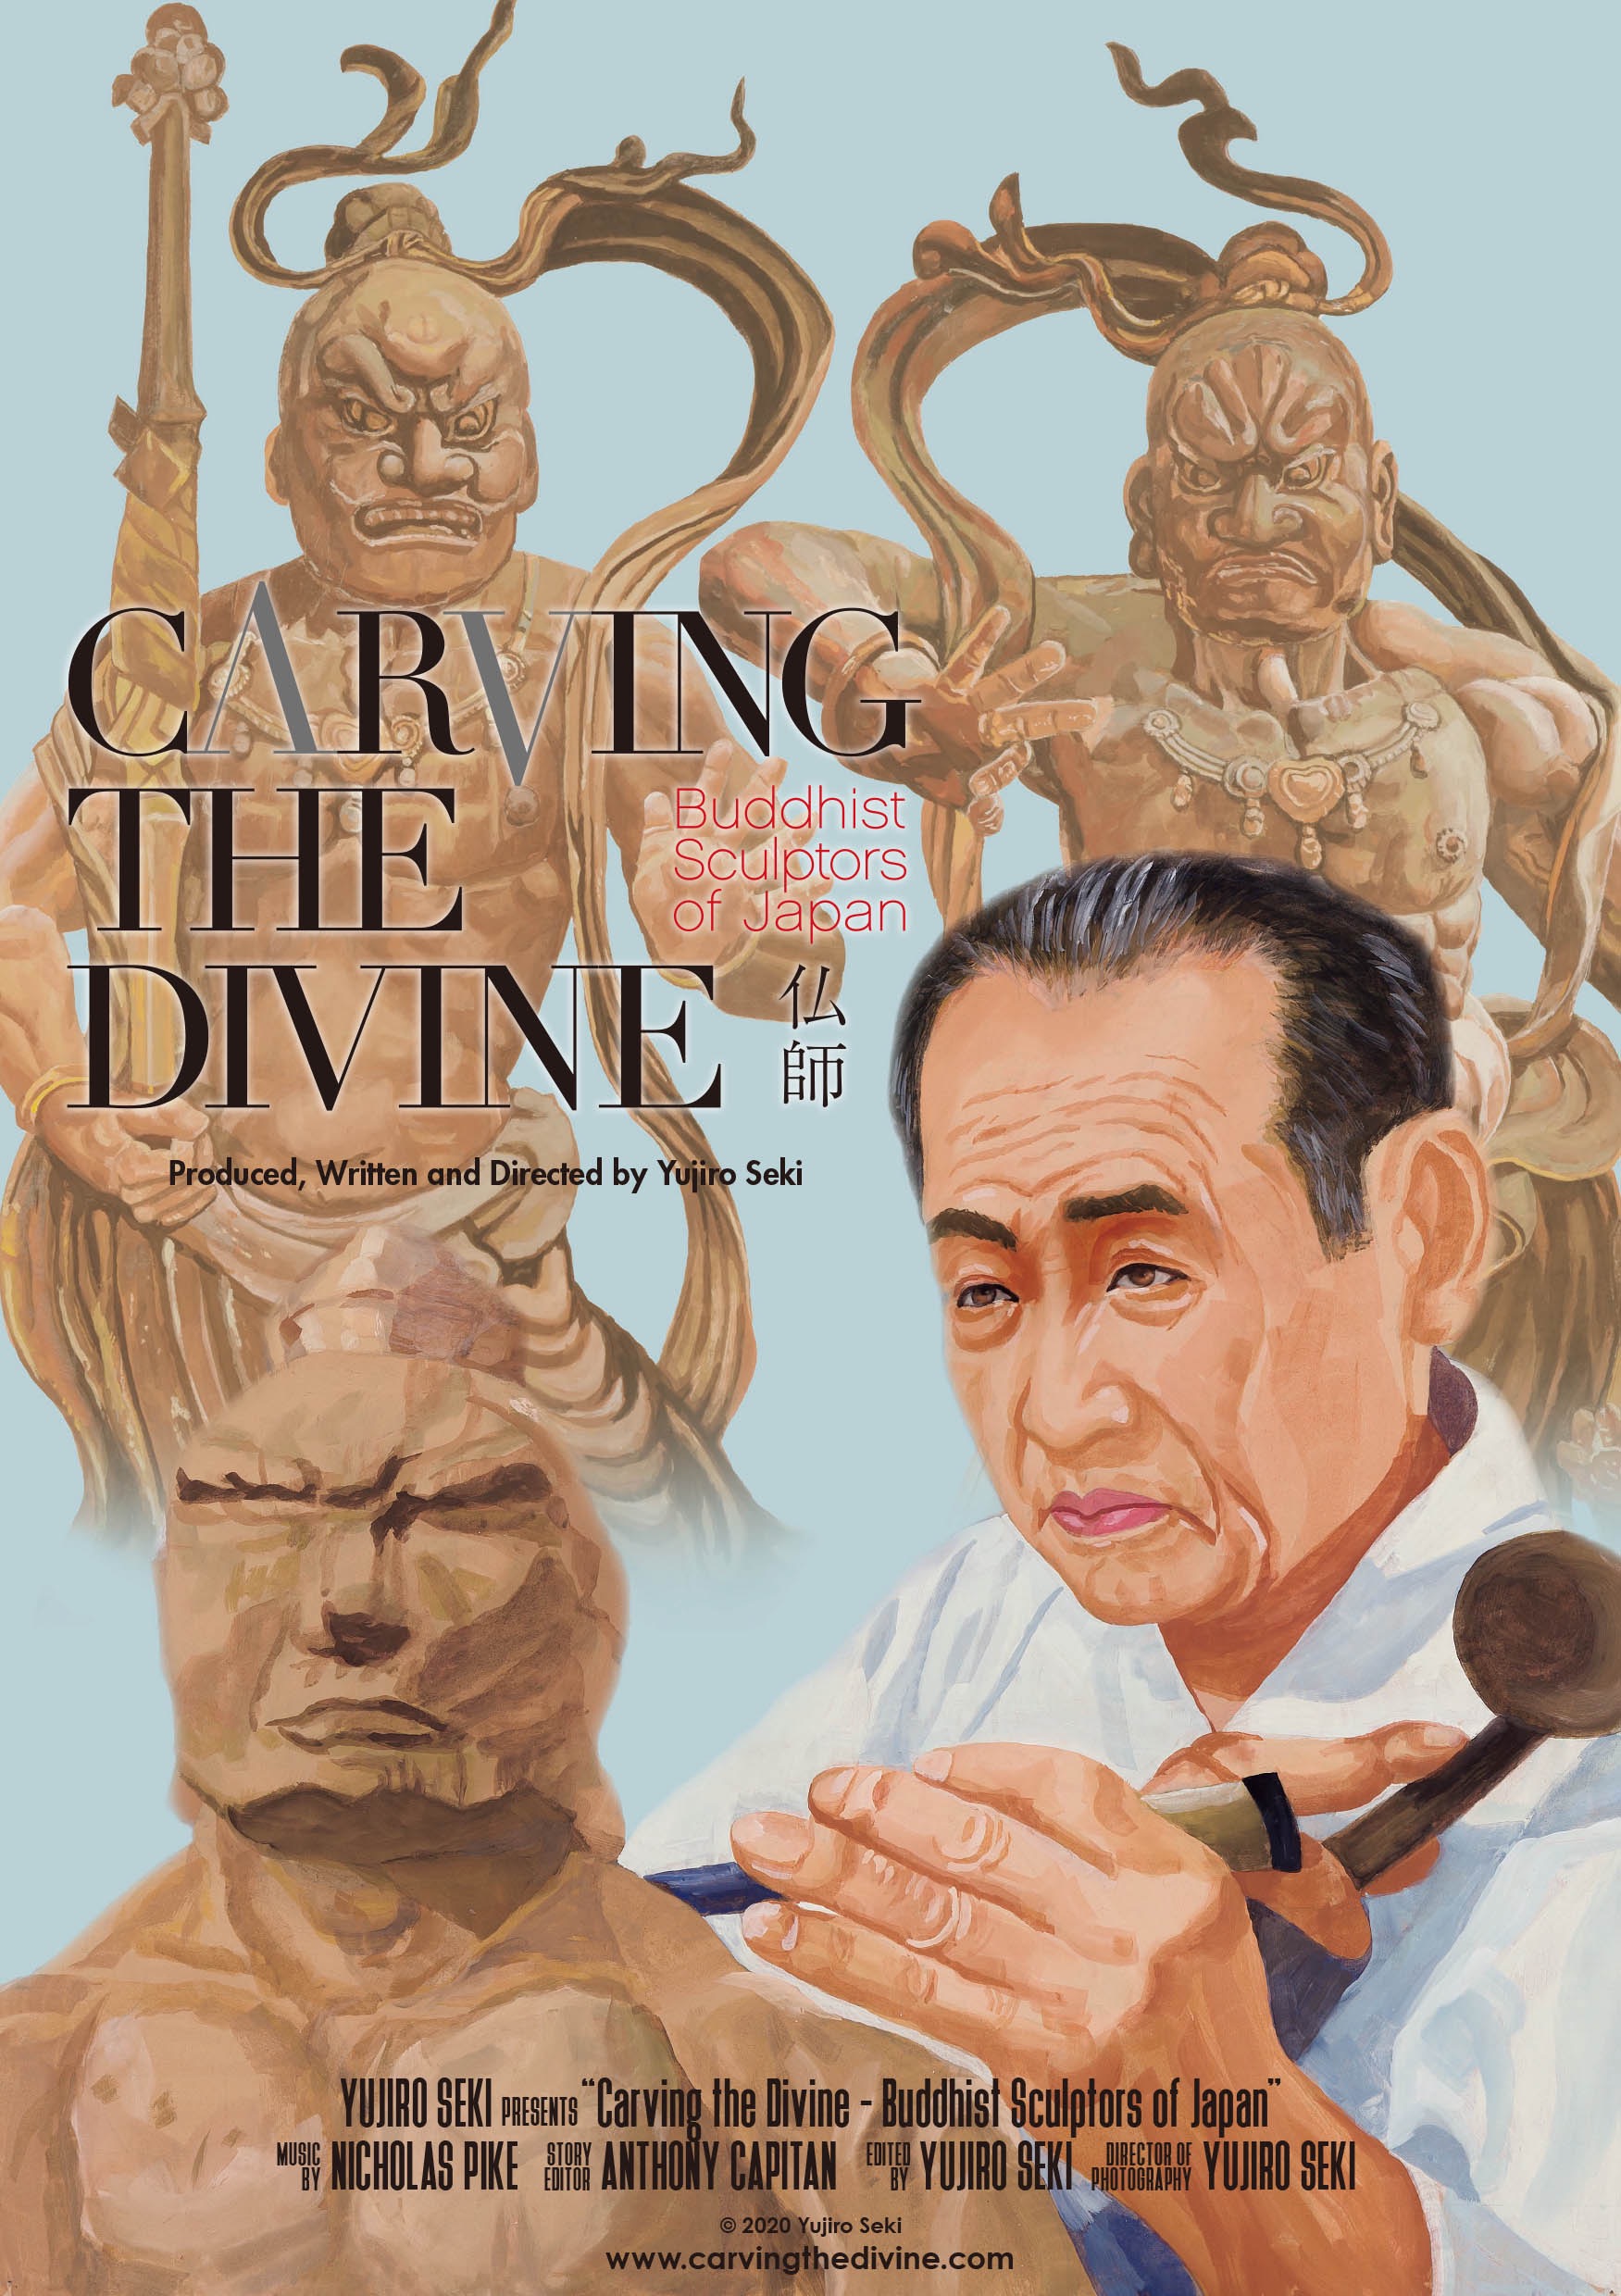 CARVING
THE
DIVINE
Buddhist
Sculptors
of Japan
仏師
Produced, Written and Directed by Yujiro Seki
YUJIRO SEKI PRESENTS “Carving the Divine - Buddhist Sculptors of Japan”
MUSIC BY NICHOLAS PIKE STORY EDITOR ANTHONY CAPITAN EDITED BY YUJIRO SEKI DIRECTOR OF PHOTOGRAPHY YUJIRO SEKI
© 2020 Yujiro Seki
www.carvingthedivine.com